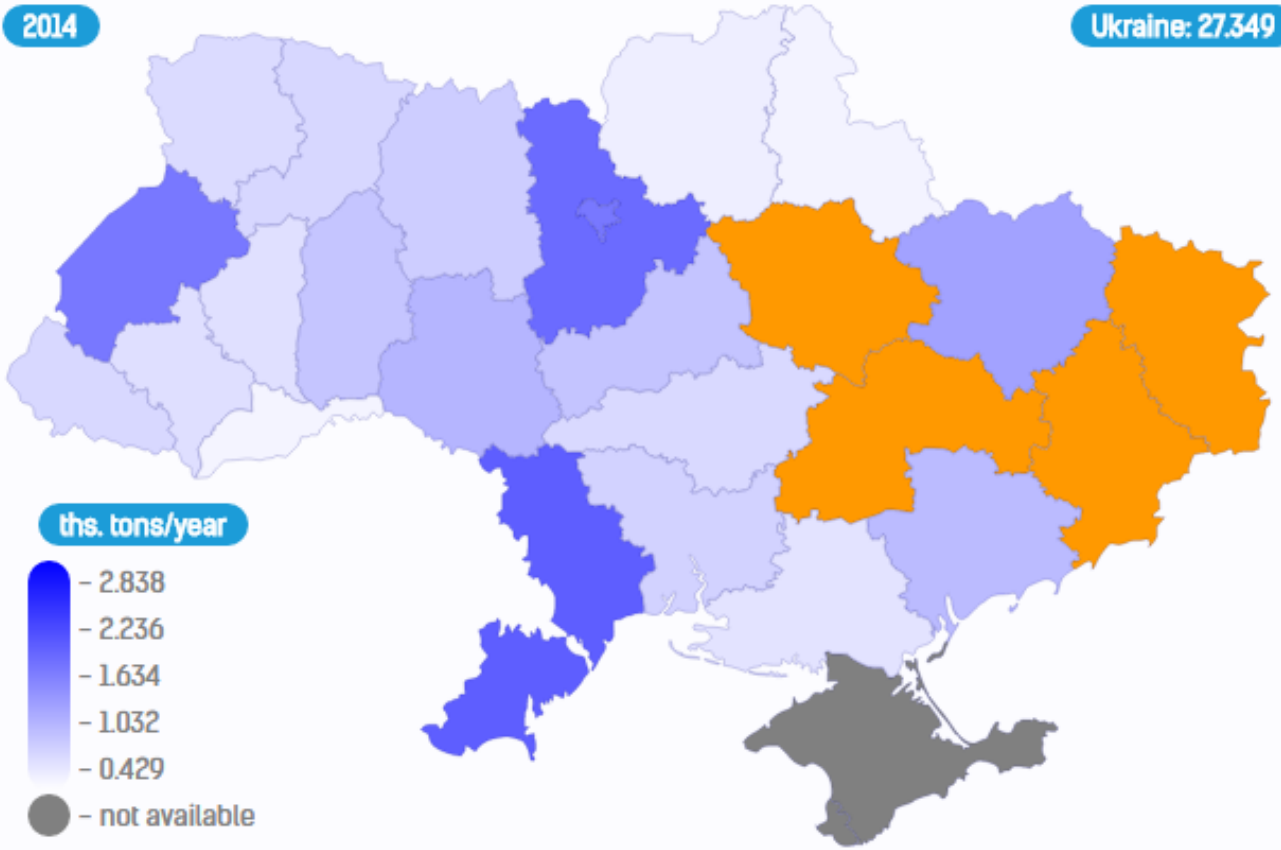 2014
Ukraine: 27.349
ths. tons/year
- 2.838
- 2.236
- 1.634
- 1.032
- 0.429
- not available